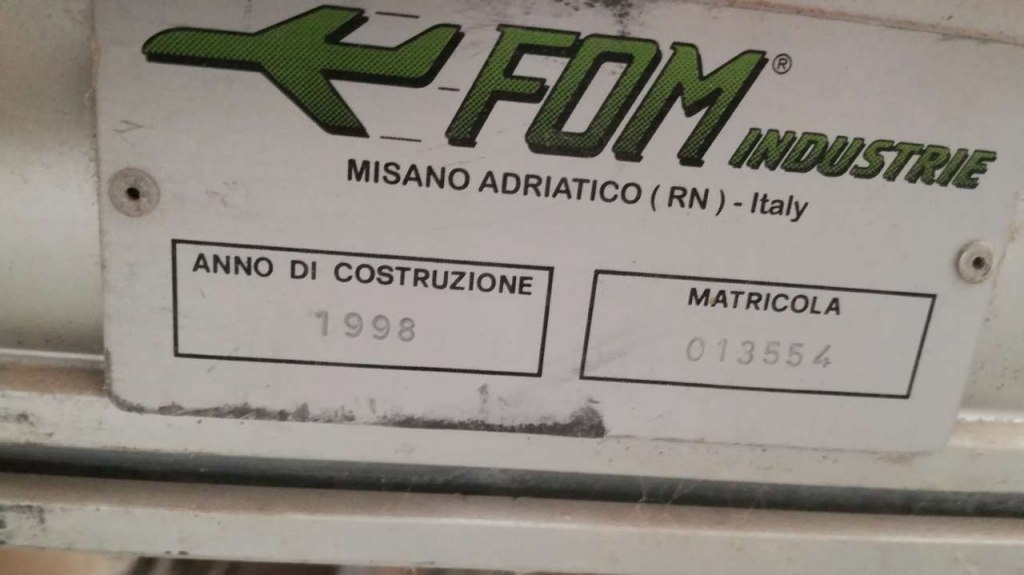 FOM INDUSTRIE ®
MISANO ADRIATICO ( RN ) - Italy
ANNO DI COSTRUZIONE
1998
MATRICOLA
013554